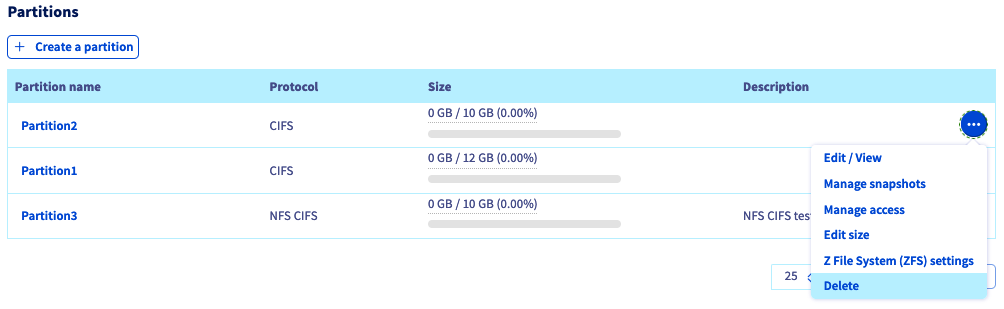 Partitions
+ Create a partition
Partition name Protocol Size Description
Partition2 CIFS 0 GB / 10 GB (0.00%)
Partition1 CIFS 0 GB / 12 GB (0.00%)
Partition3 NFS CIFS 0 GB / 10 GB (0.00%) NFS CIFS test
Edit / View
Manage snapshots
Manage access
Edit size
Z File System (ZFS) settings
Delete
25